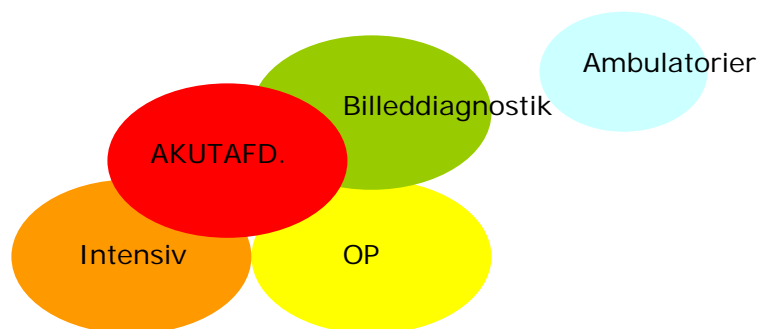 Ambulatorier
Billeddiagnostik
AKUTAFD.
Intensiv
OP